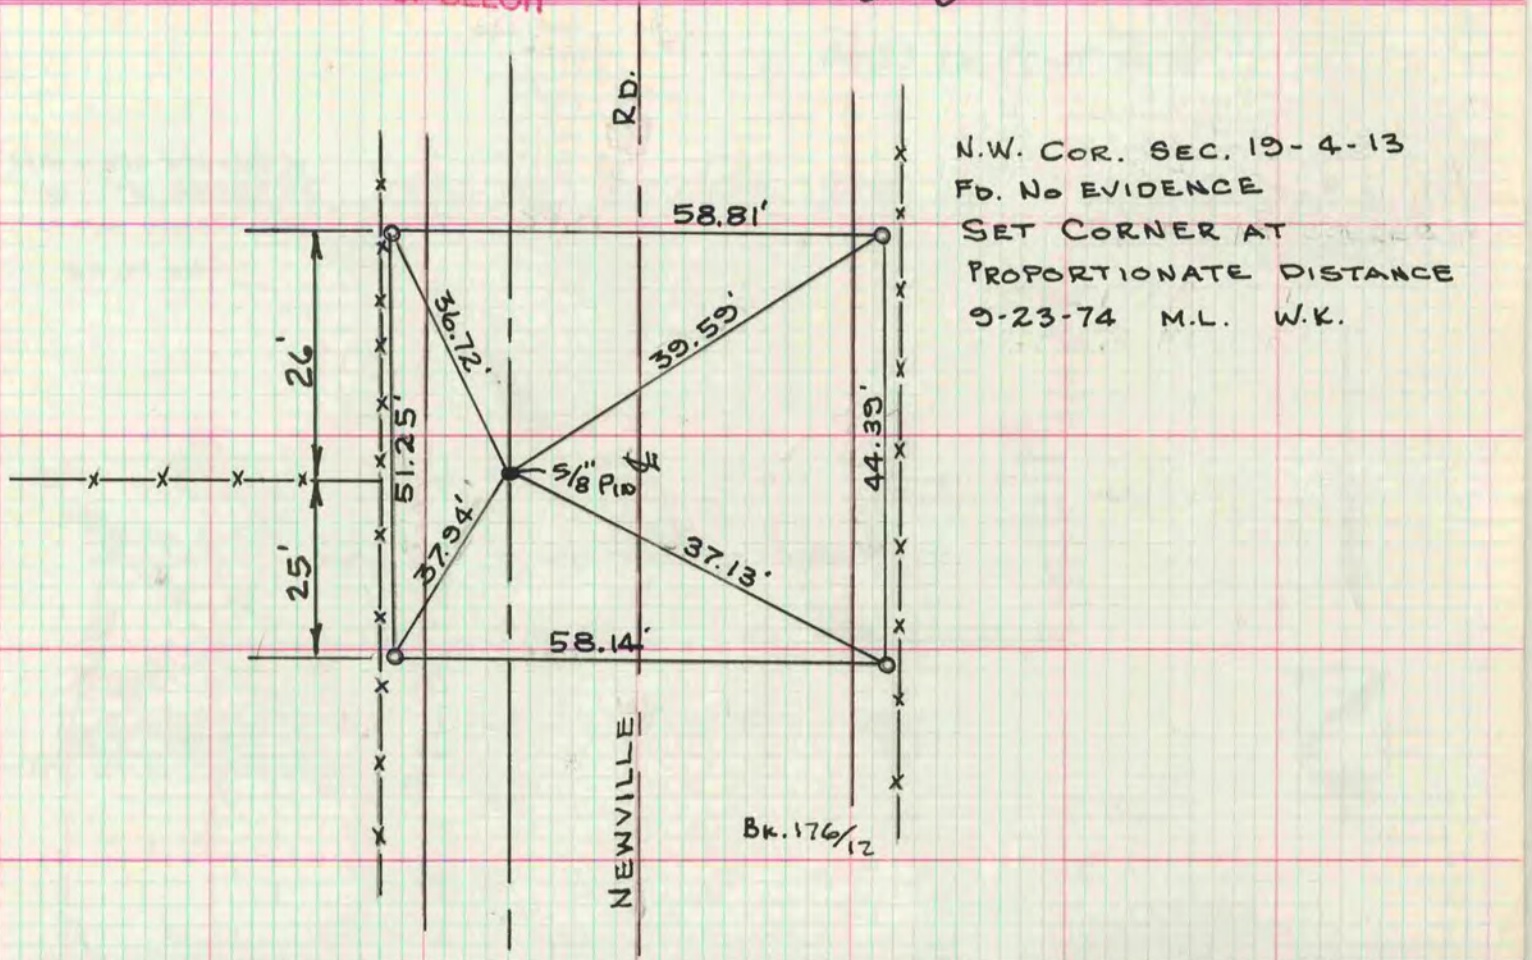 RD.
58.81'
N.W. COR. SEC. 19-4-13
FD. NO EVIDENCE
SET CORNER AT
PROPORTIONATE DISTANCE
9-23-74 M.L. W.K.
36.72'
39.59'
26'
51.25'
44.39'
5/8" PIN
37.94'
37.13'
25'
58.14'
NEWVILLE
BK. 176/12